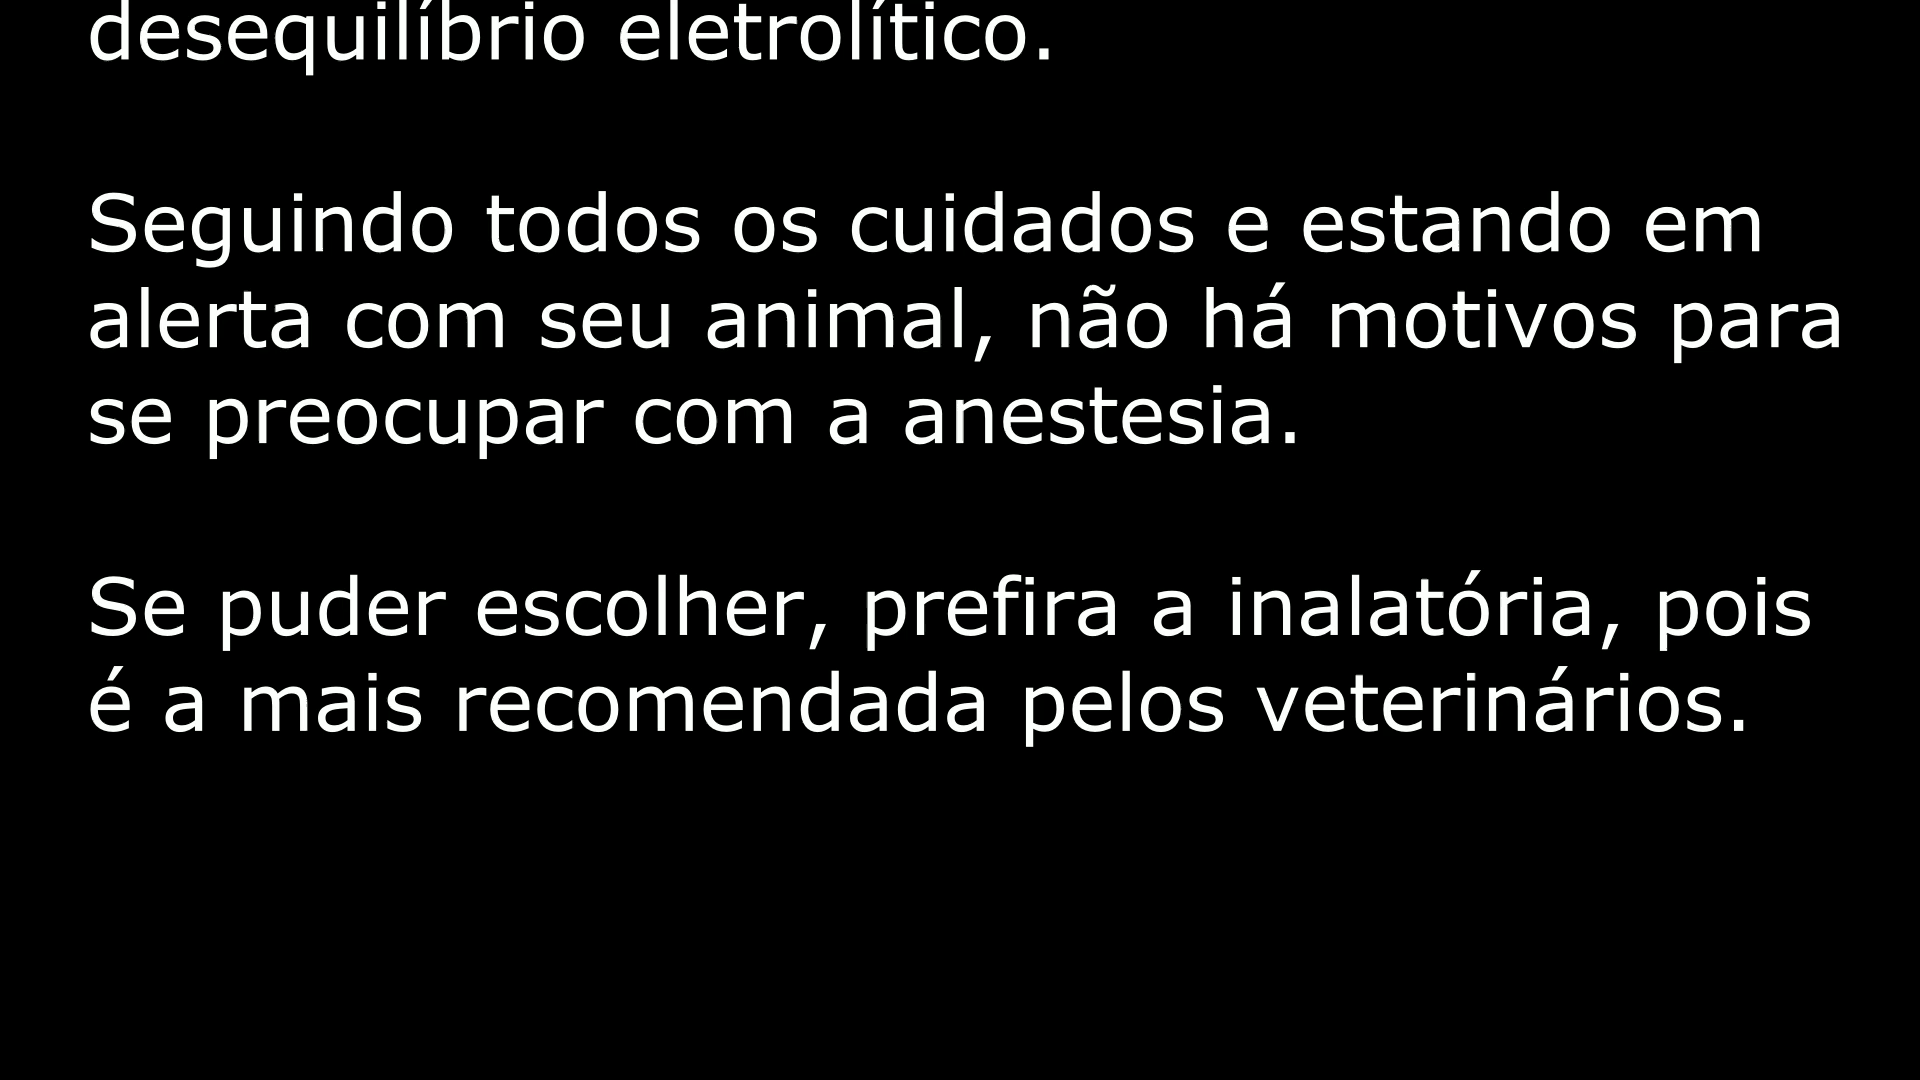 desequilíbrio eletrolítico.
Seguindo todos os cuidados e estando em
alerta com seu animal, não há motivos para
se preocupar com a anestesia.
Se puder escolher, prefira a inalatória, pois
é a mais recomendada pelos veterinários.